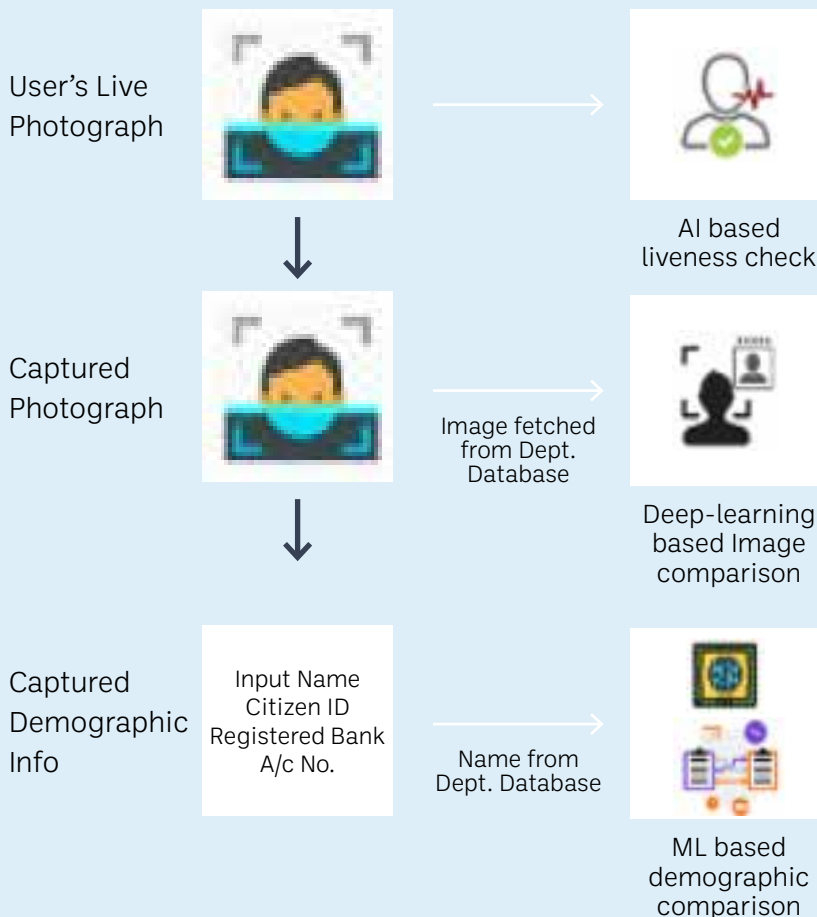 User’s Live
Photograph
AI based
liveness check
Captured
Photograph
Image fetched
from Dept.
Database
Deep-learning
based Image
comparison
Captured
Demographic
Info
Input Name
Citizen ID
Registered Bank
A/c No.
Name from
Dept. Database
ML based
demographic
comparison